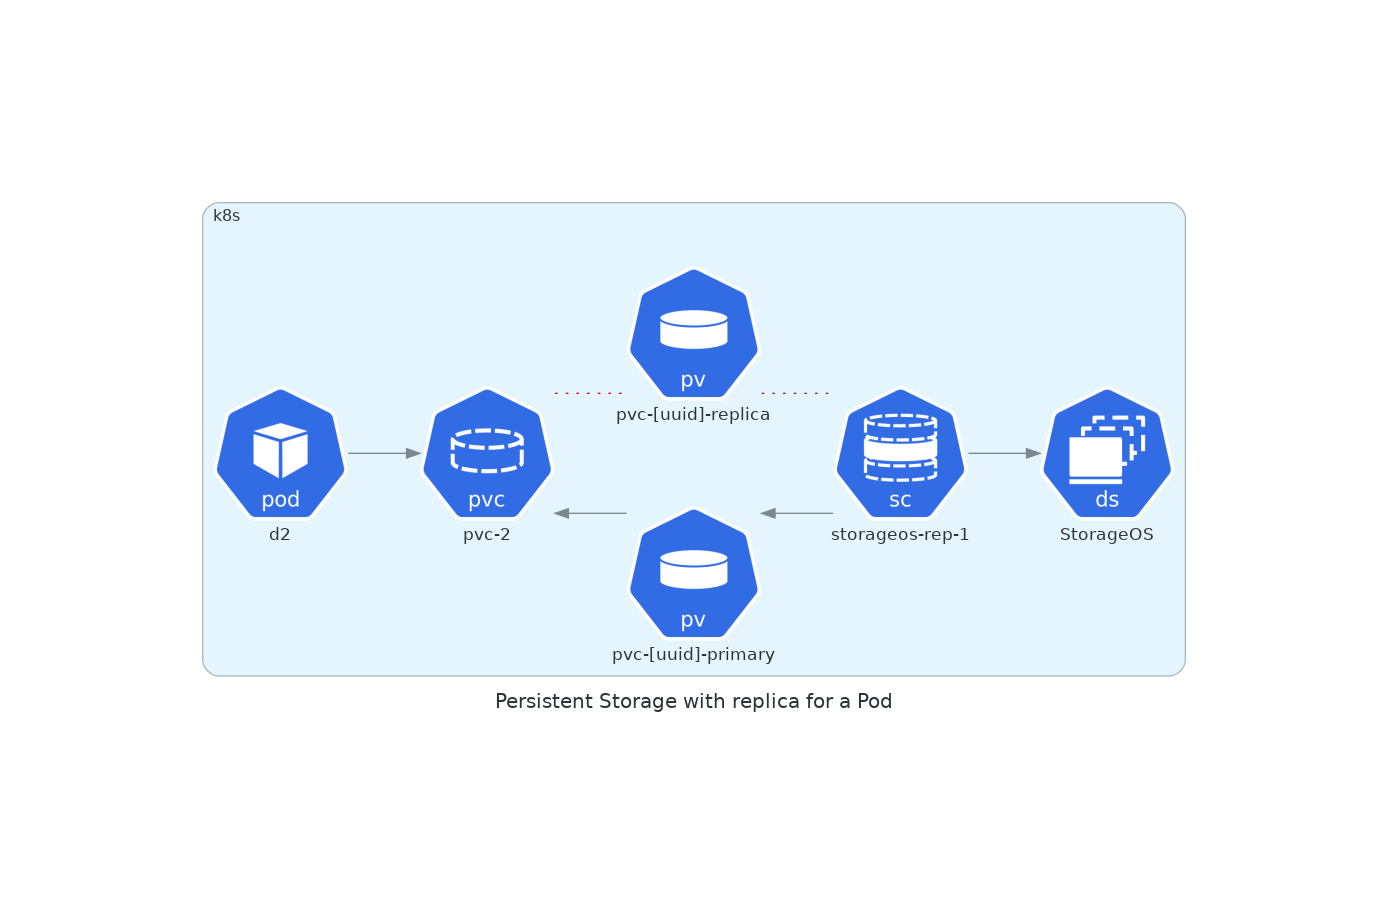 k8s
pv
pvc-[uuid]-replica
pod
d2
pvc
pvc-2
sc
storageos-rep-1
ds
StorageOS
pv
pvc-[uuid]-primary
Persistent Storage with replica for a Pod